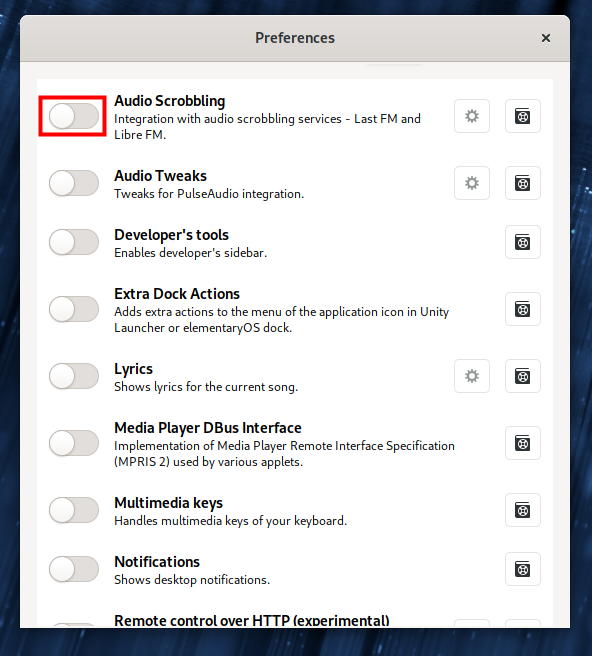 Preferences
Audio Scrobbling
Integration with audio scrobbling services - Last FM and
Libre FM.
Audio Tweaks
Tweaks for PulseAudio integration.
Developer's tools
Enables developer's sidebar.
Extra Dock Actions
Adds extra actions to the menu of the application icon in Unity
Launcher or elementaryOS dock.
Lyrics
Shows lyrics for the current song.
Media Player DBus Interface
Implementation of Media Player Remote Interface Specification
(MPRIS 2) used by various applets.
Multimedia keys
Handles multimedia keys of your keyboard.
Notifications
Shows desktop notifications.
Remote control over HTTP (experimental)